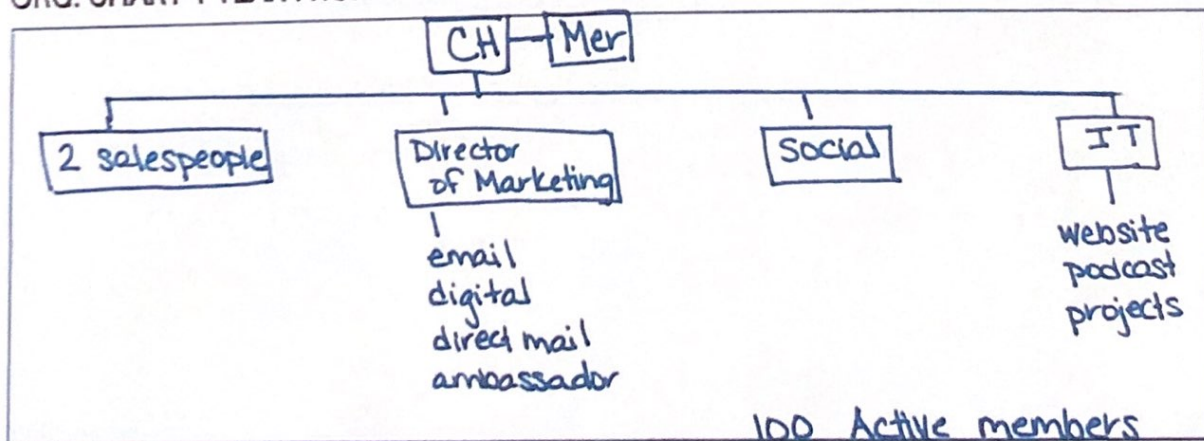 CH Mer
2 salespeople
Director
of Marketing
social
IT
email
digital
direct mail
ambassador
website
podcast
projects
100 Active members